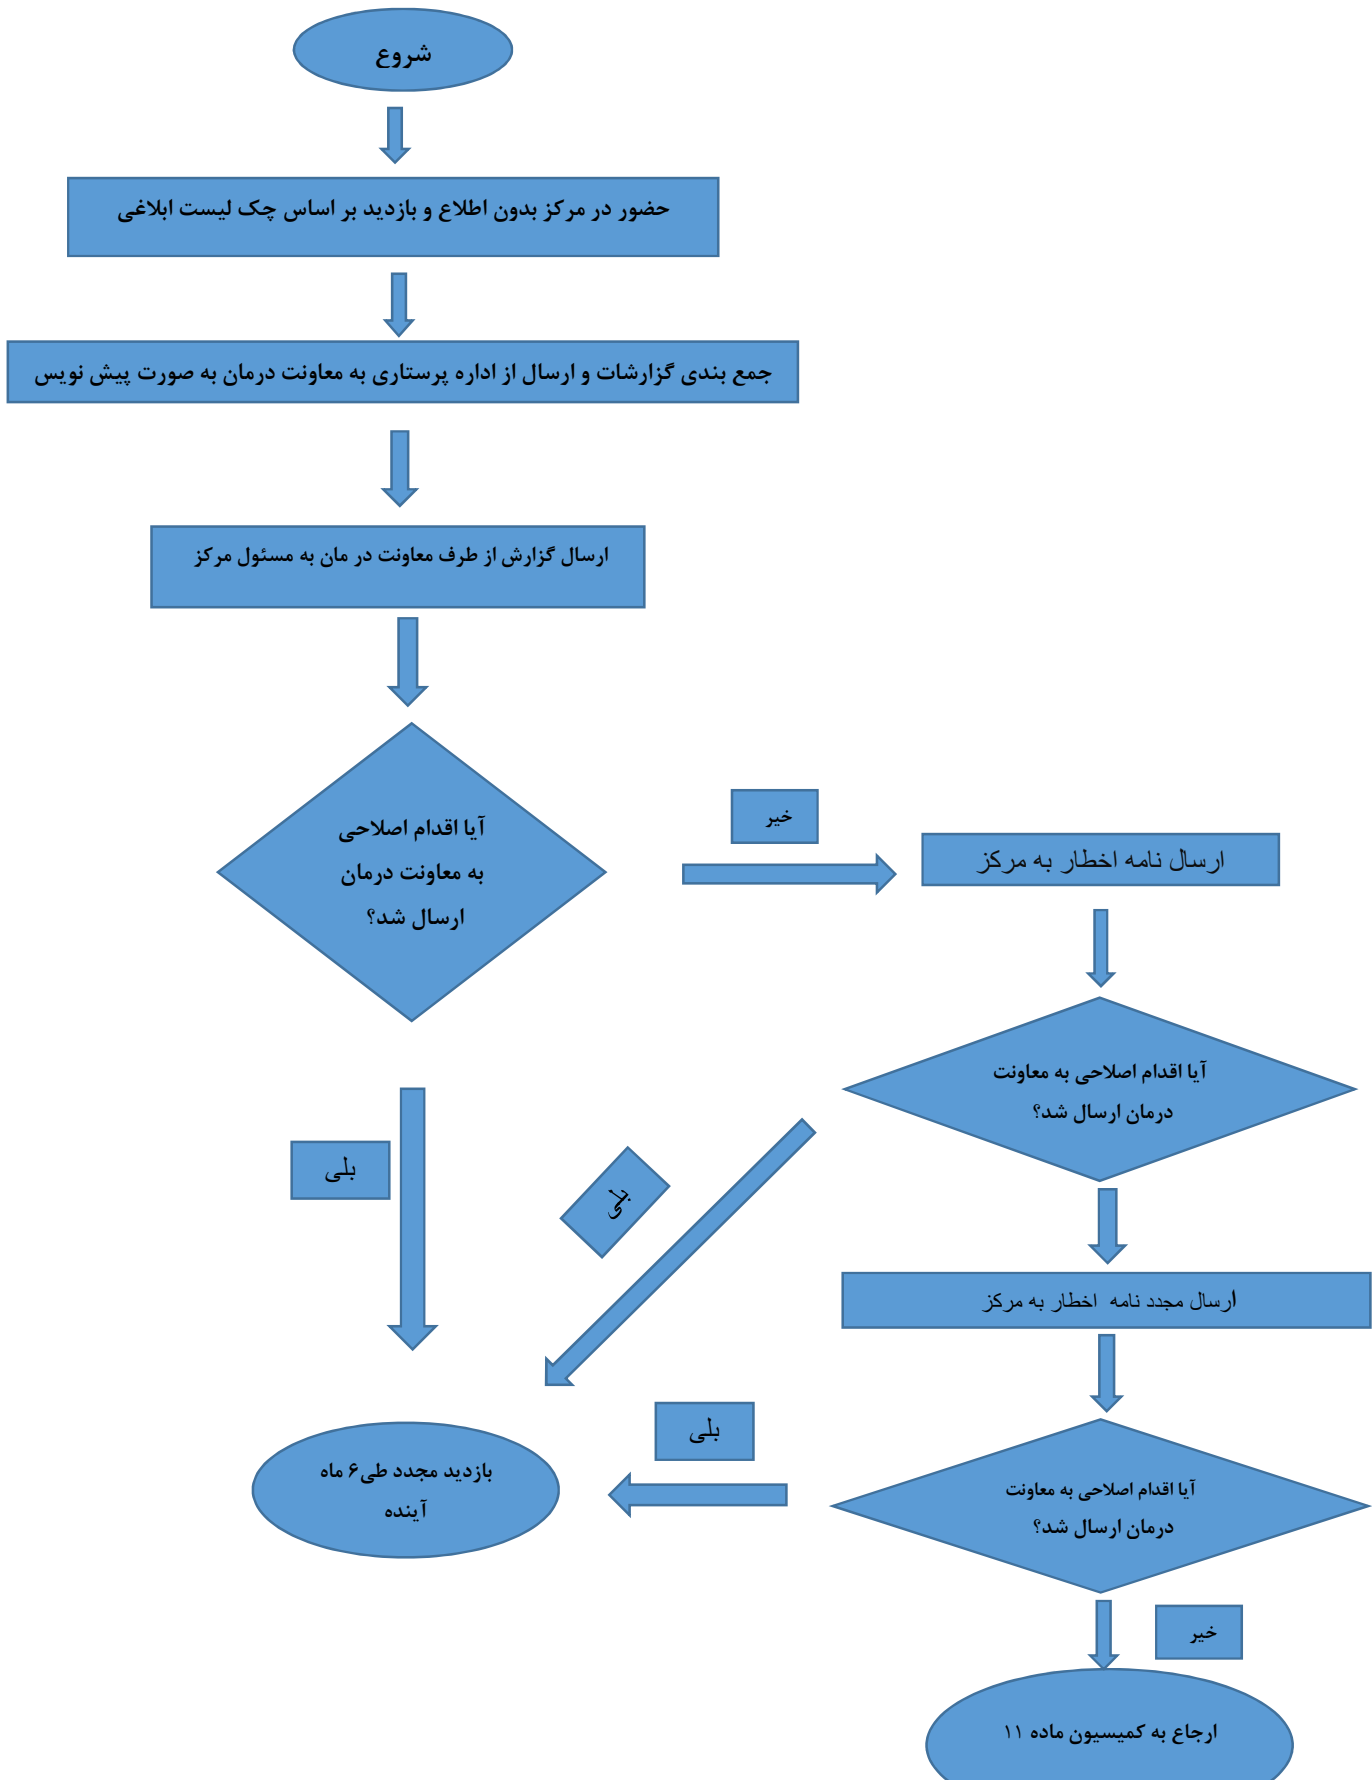 شروع
حضور در مرکز بدون اطلاع و بازدید بر اساس چک لیست ابلاغی
جمع بندی گزارشات و ارسال از اداره پرستاری به معاونت درمان به صورت پیش نویس
ارسال گزارش از طرف معاونت در مان به مسئول مرکز
آیا اقدام اصلاحی
به معاونت درمان
ارسال شد؟
خیر
ارسال نامه اخطار به مرکز
آیا اقدام اصلاحی به معاونت
درمان ارسال شد؟
بلی
بلی
ارسال مجدد نامه اخطار به مرکز
بلی
آیا اقدام اصلاحی به معاونت
درمان ارسال شد؟
بازدید مجدد طی۶ ماه
آینده
خیر
ارجاع به کمیسیون ماده ۱۱